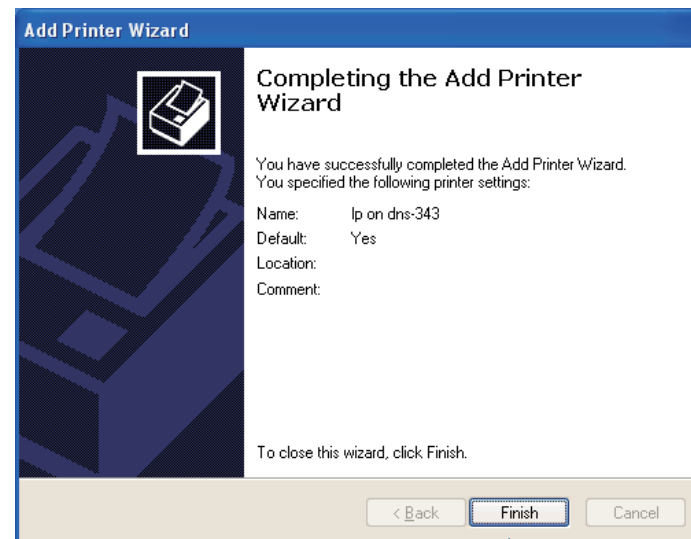 Add Printer Wizard
Completing the Add Printer
Wizard
You have successfully completed the Add Printer Wizard.
You specified the following printer settings:
Name: lp on dns-343
Default: Yes
Location:
Comment:
To close this wizard, click Finish.
< Back Finish Cancel